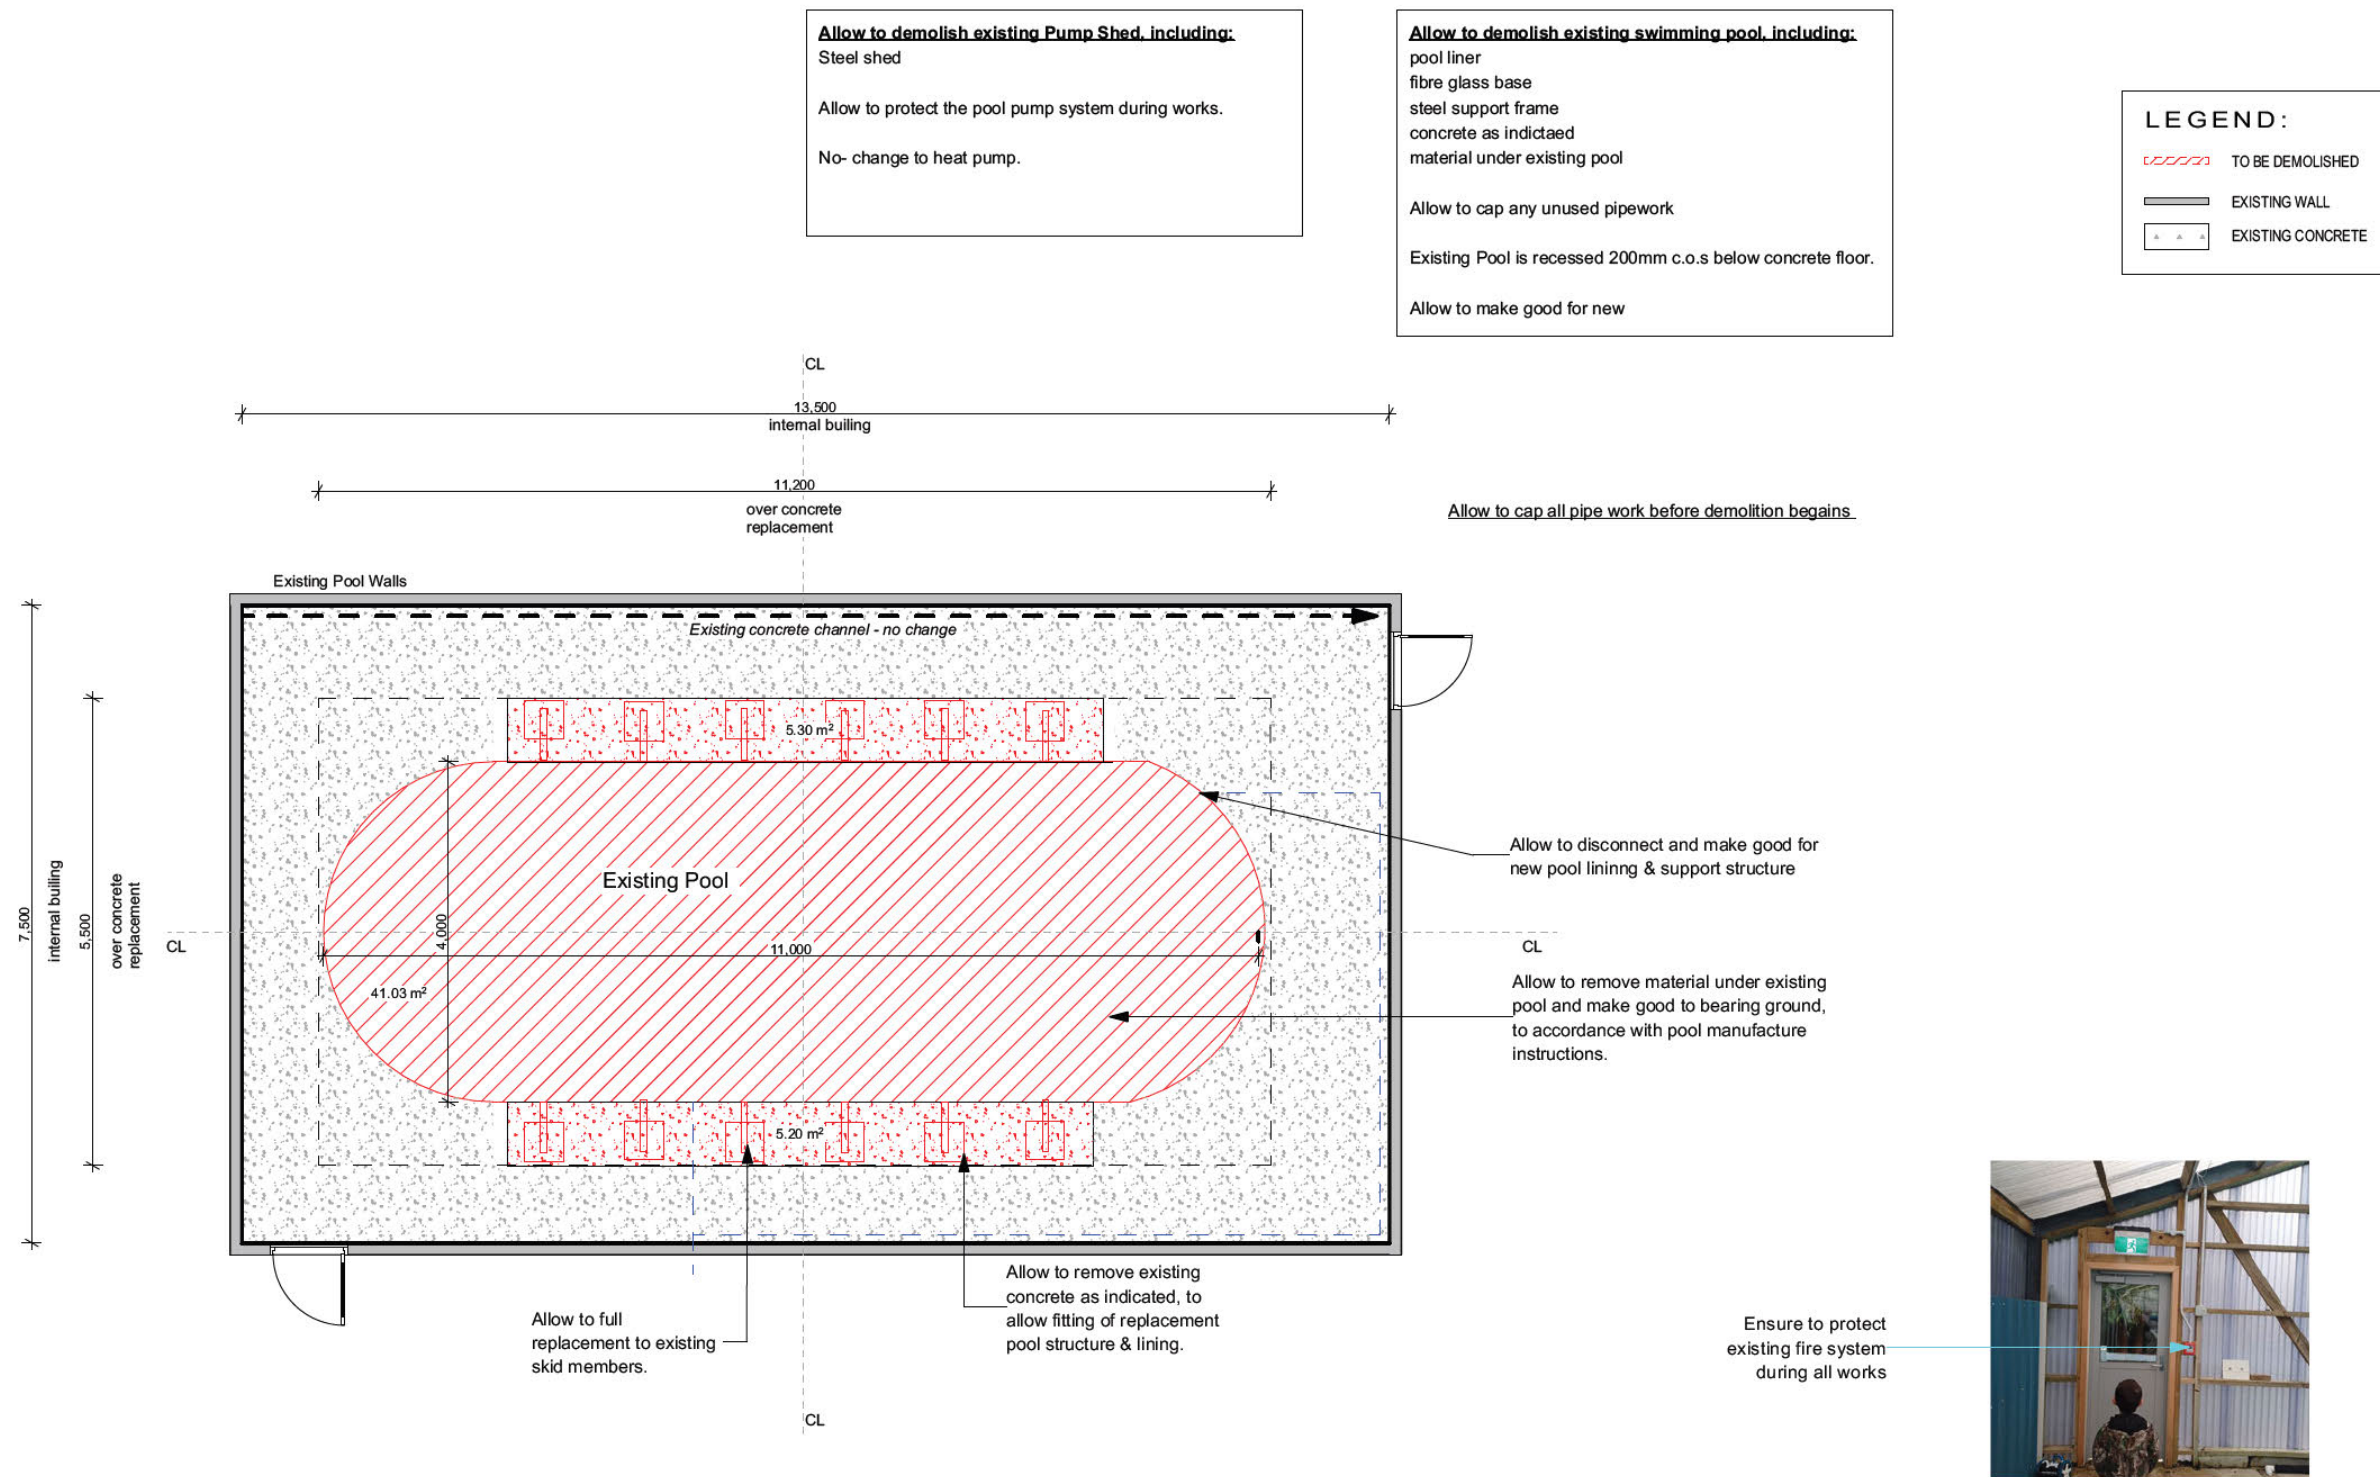 Allow to demolish existing Pump Shed, including:
Steel shed
Allow to protect the pool pump system during works.
No- change to heat pump.
Allow to demolish existing swimming pool, including:
pool liner
fibre glass base
steel support frame
concrete as indictaed
material under existing pool
Allow to cap any unused pipework
Existing Pool is recessed 200mm c.o.s below concrete floor.
Allow to make good for new
LEGEND:
TO BE DEMOLISHED
EXISTING WALL
EXISTING CONCRETE
CL
13,500
internal builing
11,200
over concrete
replacement
Allow to cap all pipe work before demolition begains
Existing Pool Walls
Existing concrete channel - no change
5.30 m²
Existing Pool
7,500
internal builing
5,500
over concrete
replacement
CL
4,000
11,000
41.03 m²
5.20 m²
Allow to disconnect and make good for
new pool lininng & support structure
CL
Allow to remove material under existing
pool and make good to bearing ground,
to accordance with pool manufacture
instructions.
Allow to full
replacement to existing
skid members.
Allow to remove existing
concrete as indicated, to
allow fitting of replacement
pool structure & lining.
CL
Ensure to protect
existing fire system
during all works